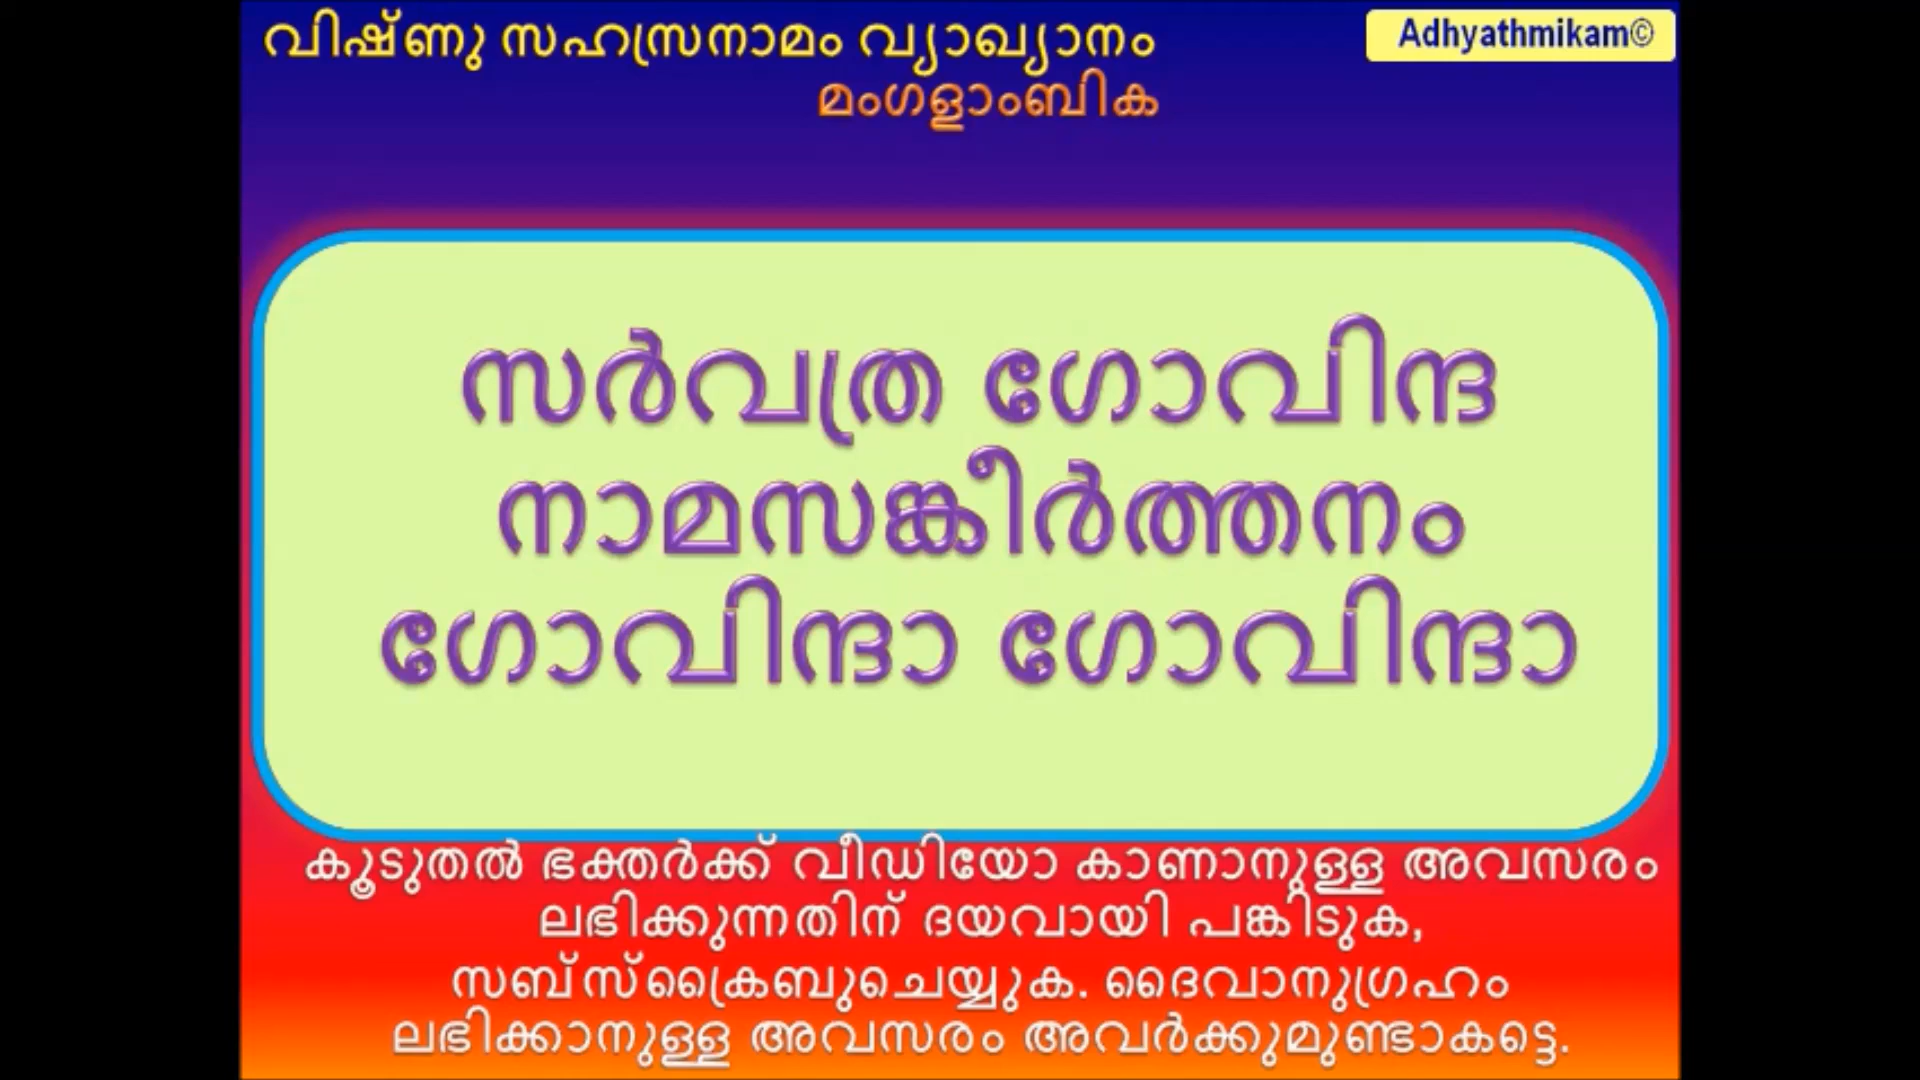 വിഷ്ണു സഹസ്രനാമം വ്യാഖ്യാനം
Adhyathmikam©
മംഗളാംബിക
സർവത്ര ഗോവിന്ദ
നാമസങ്കീർത്തനം
ഗോവിന്ദാ ഗോവിന്ദാ
കൂടുതൽ ഭക്തർക്ക് വീഡിയോ കാണാനുള്ള അവസരം
ലഭിക്കുന്നതിന് ദയവായി പങ്കിടുക,
സബ്സ്ക്രൈബുചെയ്യുക. ദൈവാനുഗ്രഹം
ലഭിക്കാനുള്ള അവസരം അവർക്കുമുണ്ടാകട്ടെ.